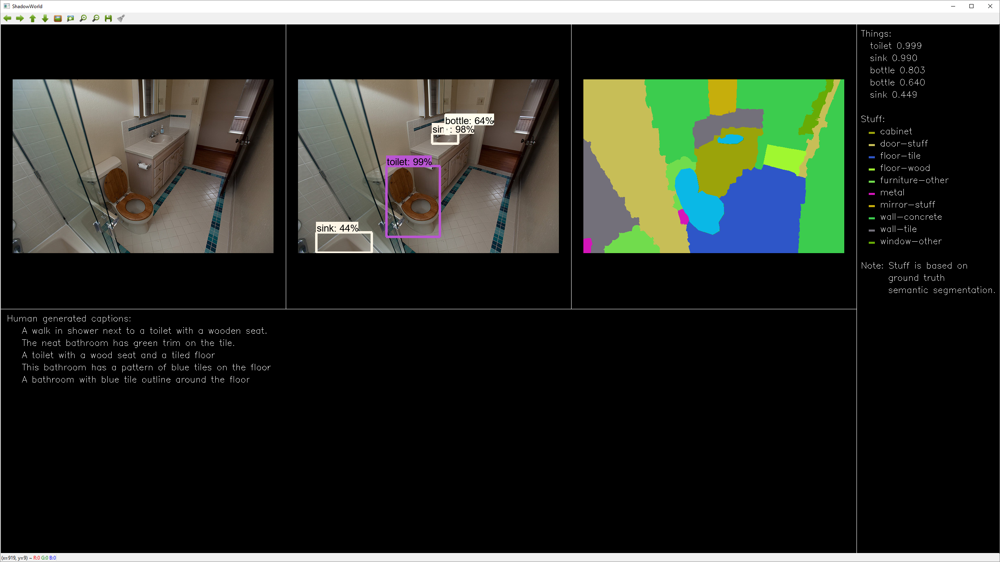 ShadowWorld
bottle: 64%
sin : 98%
toilet: 99%
sink: 44%
Things:
toilet 0.999
sink 0.990
bottle 0.803
bottle 0.640
sink 0.449
Stuff:
cabinet
door-stuff
floor-tile
floor-wood
furniture-other
metal
mirror-stuff
wall-concrete
wall-tile
window-other
Note: Stuff is based on
ground truth
semantic segmentation.
Human generated captions:
A walk in shower next to a toilet with a wooden seat.
The neat bathroom has green trim on the tile.
A toilet with a wood seat and a tiled floor
This bathroom has a pattern of blue tiles on the floor
A bathroom with blue tile outline around the floor
(x=919, y=9) ~ R:0 G:0 B:0